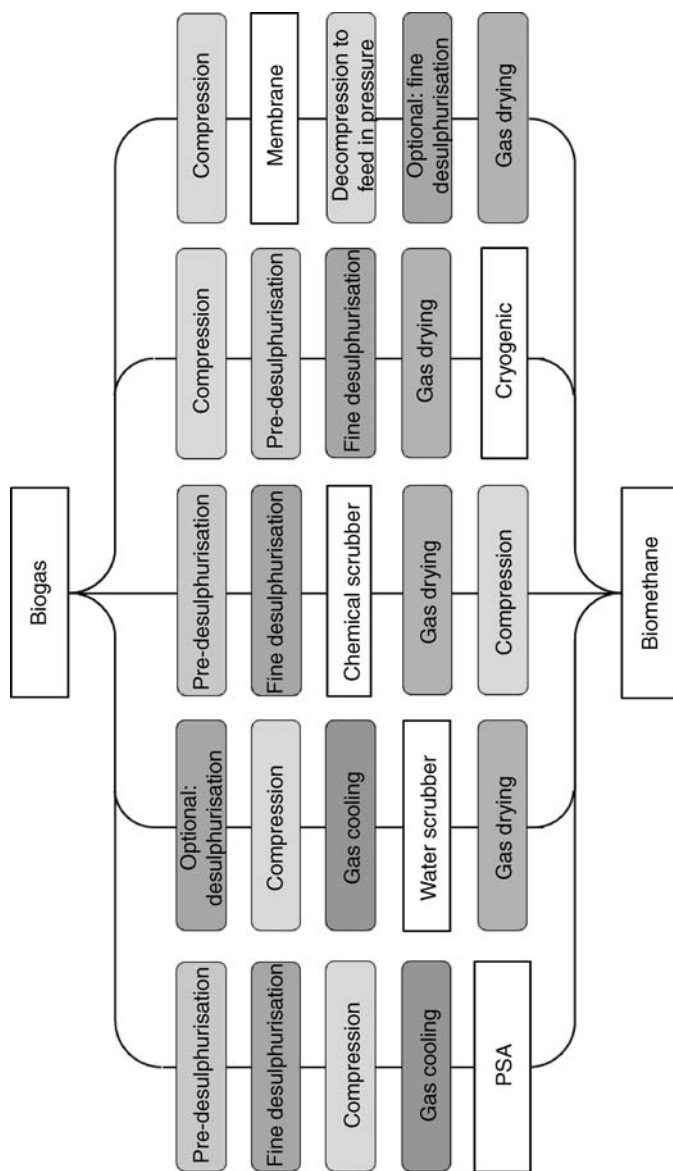 Biogas
Pre-desulphurisation
Fine desulphurisation
Compression
Gas cooling
PSA
Optional:
desulphurisation
Compression
Gas cooling
Water scrubber
Gas drying
Pre-desulphurisation
Fine desulphurisation
Chemical scrubber
Gas drying
Compression
Compression
Pre-desulphurisation
Fine desulphurisation
Gas drying
Cryogenic
Compression
Membrane
Decompression to
feed in pressure
Optional: fine
desulphurisation
Gas drying
Biomethane